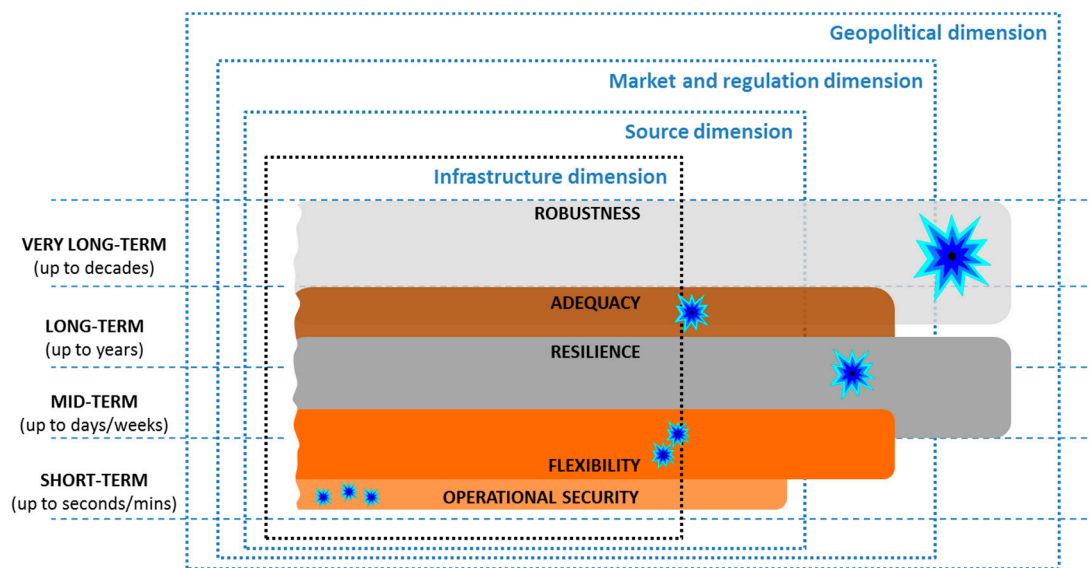 Geopolitical dimension
Market and regulation dimension
Source dimension
Infrastructure dimension
ROBUSTNESS
VERY LONG-TERM
(up to decades)
ADEQUACY
LONG-TERM
(up to years)
RESILIENCE
MID-TERM
(up to days/weeks)
FLEXIBILITY
SHORT-TERM
(up to seconds/mins)
OPERATIONAL SECURITY